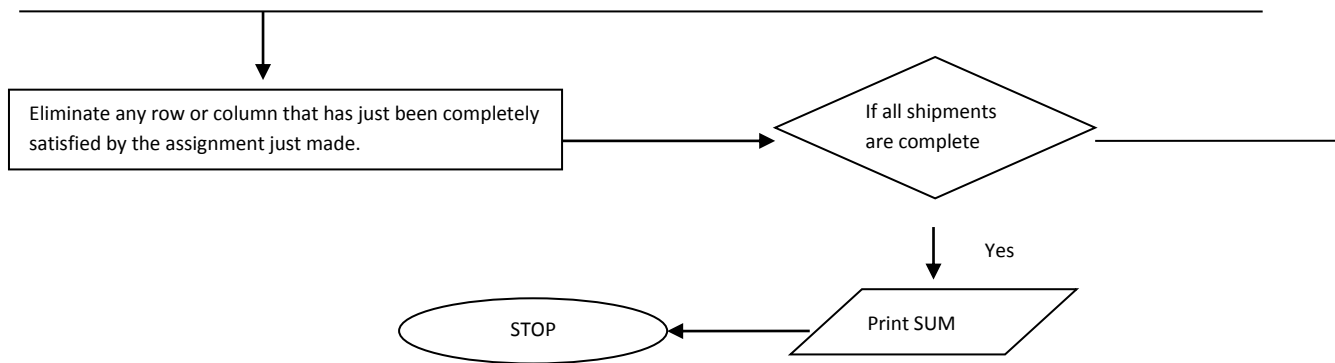 Eliminate any row or column that has just been completely
satisfied by the assignment just made.
If all shipments
are complete
Yes
Print SUM
STOP